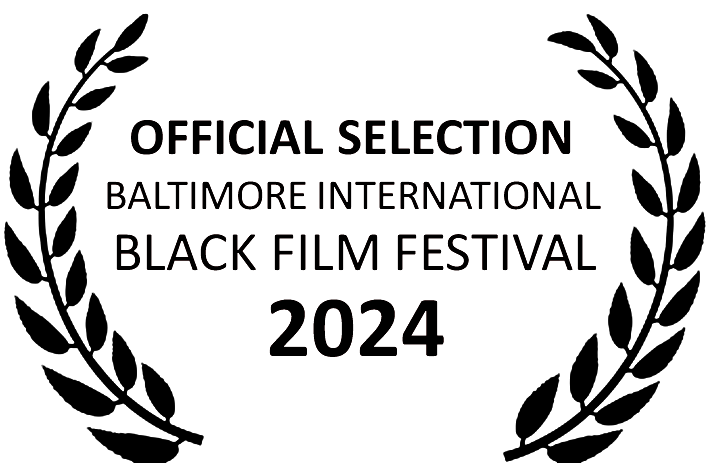 OFFICIAL SELECTION
BALTIMORE INTERNATIONAL
BLACK FILM FESTIVAL
2024